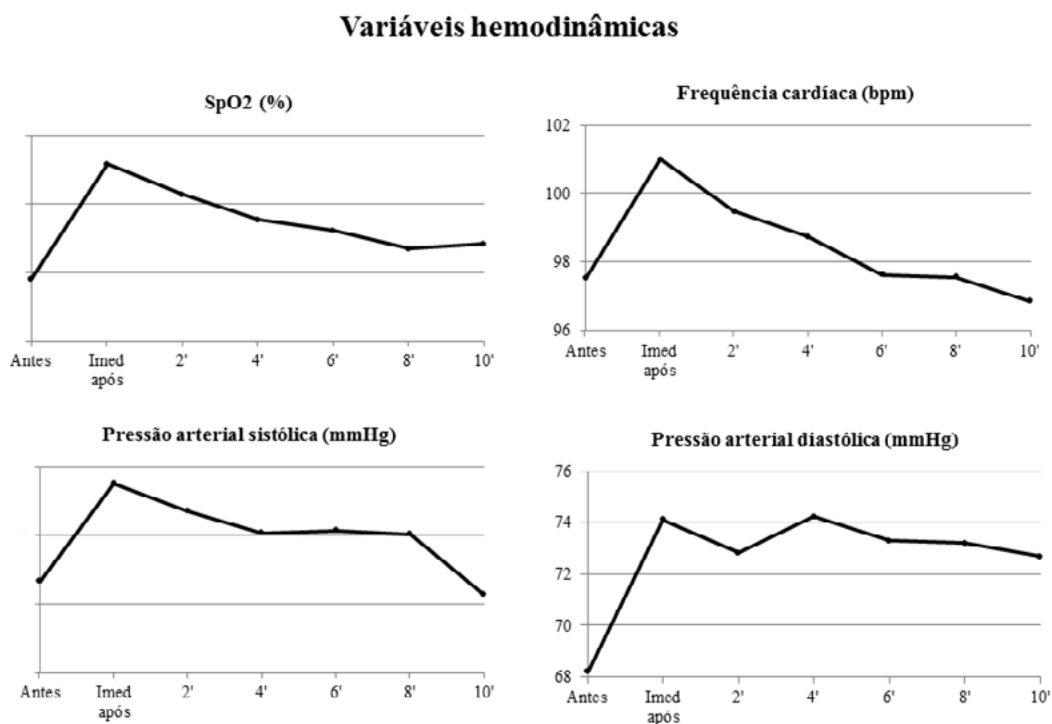 Variáveis hemodinâmicas
SpO2 (%)
Antes
Imed
após
2'
4'
6'
8'
10'
Frequência cardíaca (bpm)
102
100
98
96
Antes
Imed
após
2'
4'
6'
8'
10'
Pressão arterial sistólica (mmHg)
Antes
Imed
após
2'
4'
6'
8'
10'
Pressão arterial diastólica (mmHg)
76
74
72
70
68
Antes
Imed
após
2'
4'
6'
8'
10'